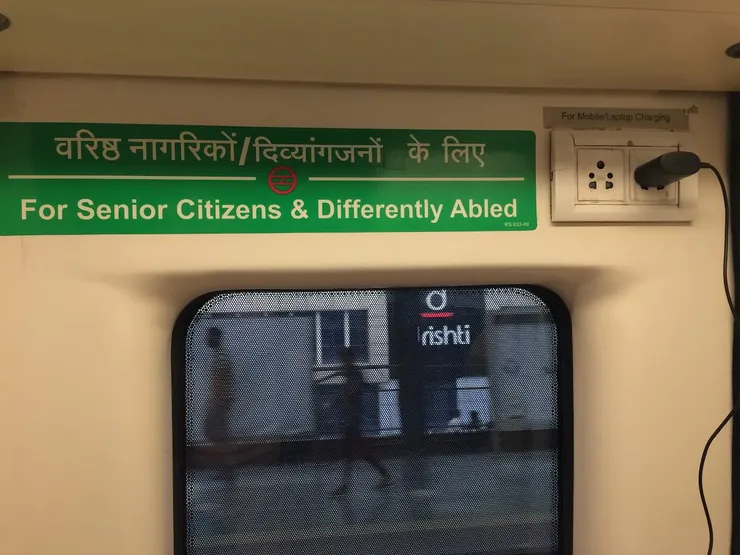 वरिष्ठ नागरिकों/दिव्यांगजनों के लिए
For Senior Citizens & Differently Abled
For Mobile/Laptop Charging
rishti